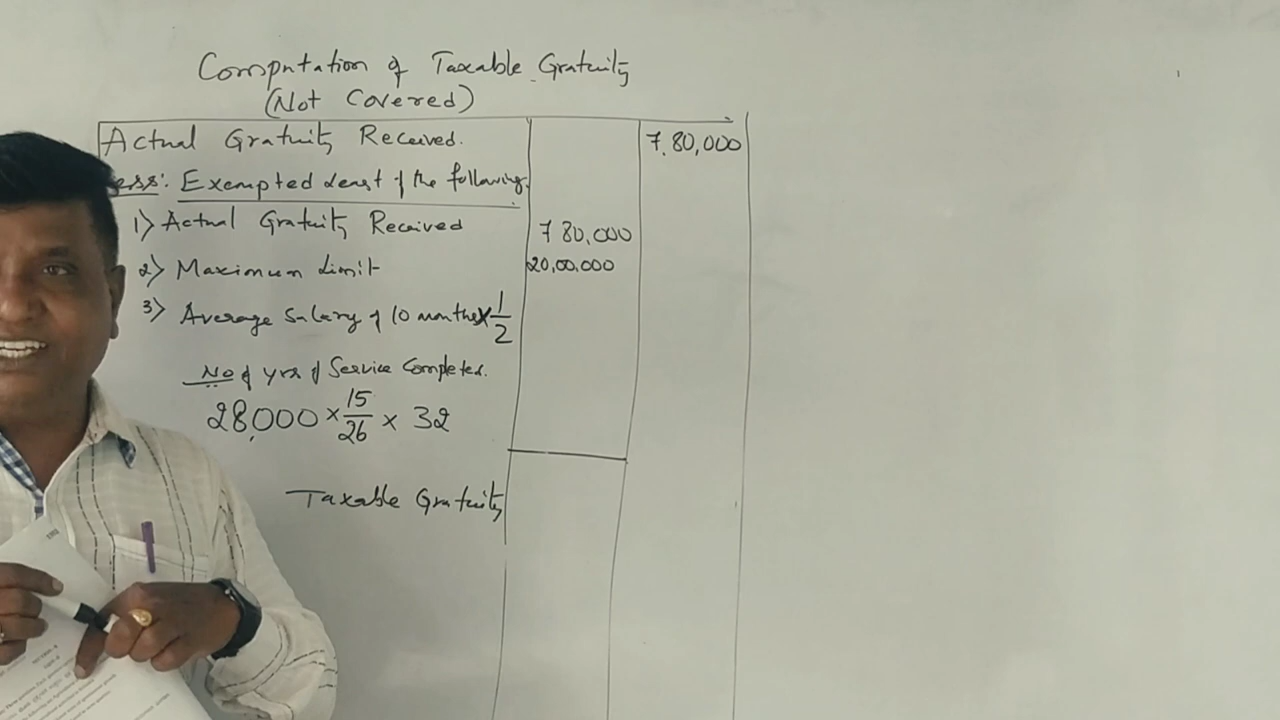 Computation of Taxable Gratuity
(Not Covered)
Actual Gratuity Received. 7,80,000
ess: Exempted Least of the following.
1) Actual Gratuity Received 780,000
2) Maximum Limit 20,00,000
3) Average Salary of 10 months × 1/2
No of yrs of Service Completed.
28,000 × 15/26 × 32
Taxable Gratuity